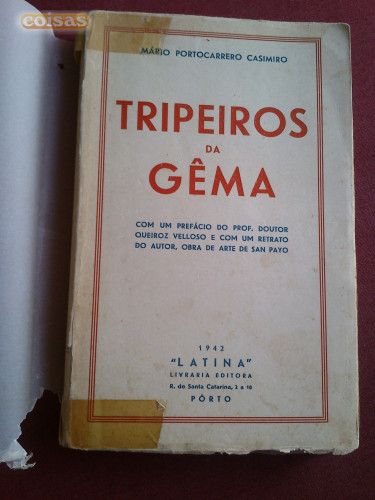 coisas
MÁRIO PORTOCARRERO CASIMIRO
TRIPEIROS
DA
GÊMA
COM UM PREFÁCIO DO PROF. DOUTOR
QUEIROZ VELLOSO E COM UM RETRATO
DO AUTOR, OBRA DE ARTE DE SAN PAYO
1942
"LATINA"
LIVRARIA EDITORA
R. de Santa Catarina, 2 a 10
PÔRTO